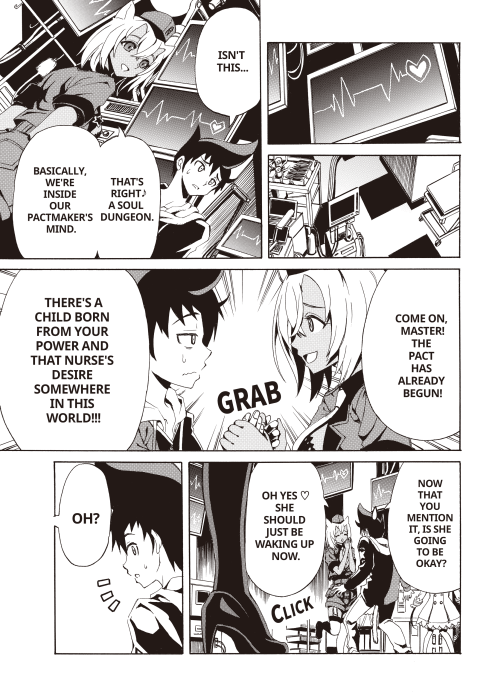 ISN'T
THIS...
THAT'S
RIGHT♪
A SOUL
DUNGEON.
BASICALLY,
WE'RE
INSIDE
OUR
PACTMAKER'S
MIND.
COME ON,
MASTER!
THE
PACT
HAS
ALREADY
BEGUN!
GRAB
THERE'S A
CHILD BORN
FROM YOUR
POWER AND
THAT NURSE'S
DESIRE
SOMEWHERE
IN THIS
WORLD!!!
NOW
THAT
YOU
MENTION
IT, IS SHE
GOING
TO BE
OKAY?
OH YES ♡
SHE
SHOULD
JUST BE
WAKING UP
NOW.
CLICK
OH?